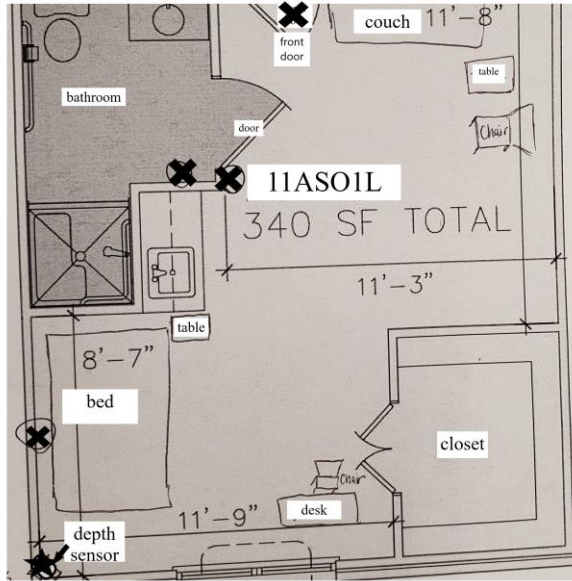 couch 11'-8"
front
door
table
bathroom
door
Chair
11ASO1L
340 SF TOTAL
11'-3"
table
8'-7"
bed
closet
Chair
desk
11'-9"
depth
sensor